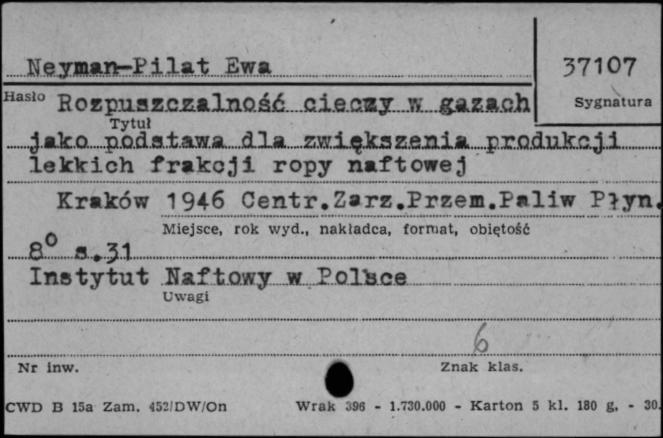 Neyman-Pilat Ewa
37107
Hasło Rozpuszczalność cieczy w gazach
Sygnatura
Tytuł
jako podstawa dla zwiększenia produkcji
lekkich frakcji ropy naftowej
Kraków 1946 Centr.Zarz.Przem.Paliw Płyn.
Miejsce, rok wyd., nakładca, format, objętość
8° s.31
Instytut Naftowy w Polsce
Uwagi
6
Nr inw.
Znak klas.
CWD B 15a Zam. 452/DW/On
Wrak 396 - 1.730.000 - Karton 5 kl. 180 g. - 30.